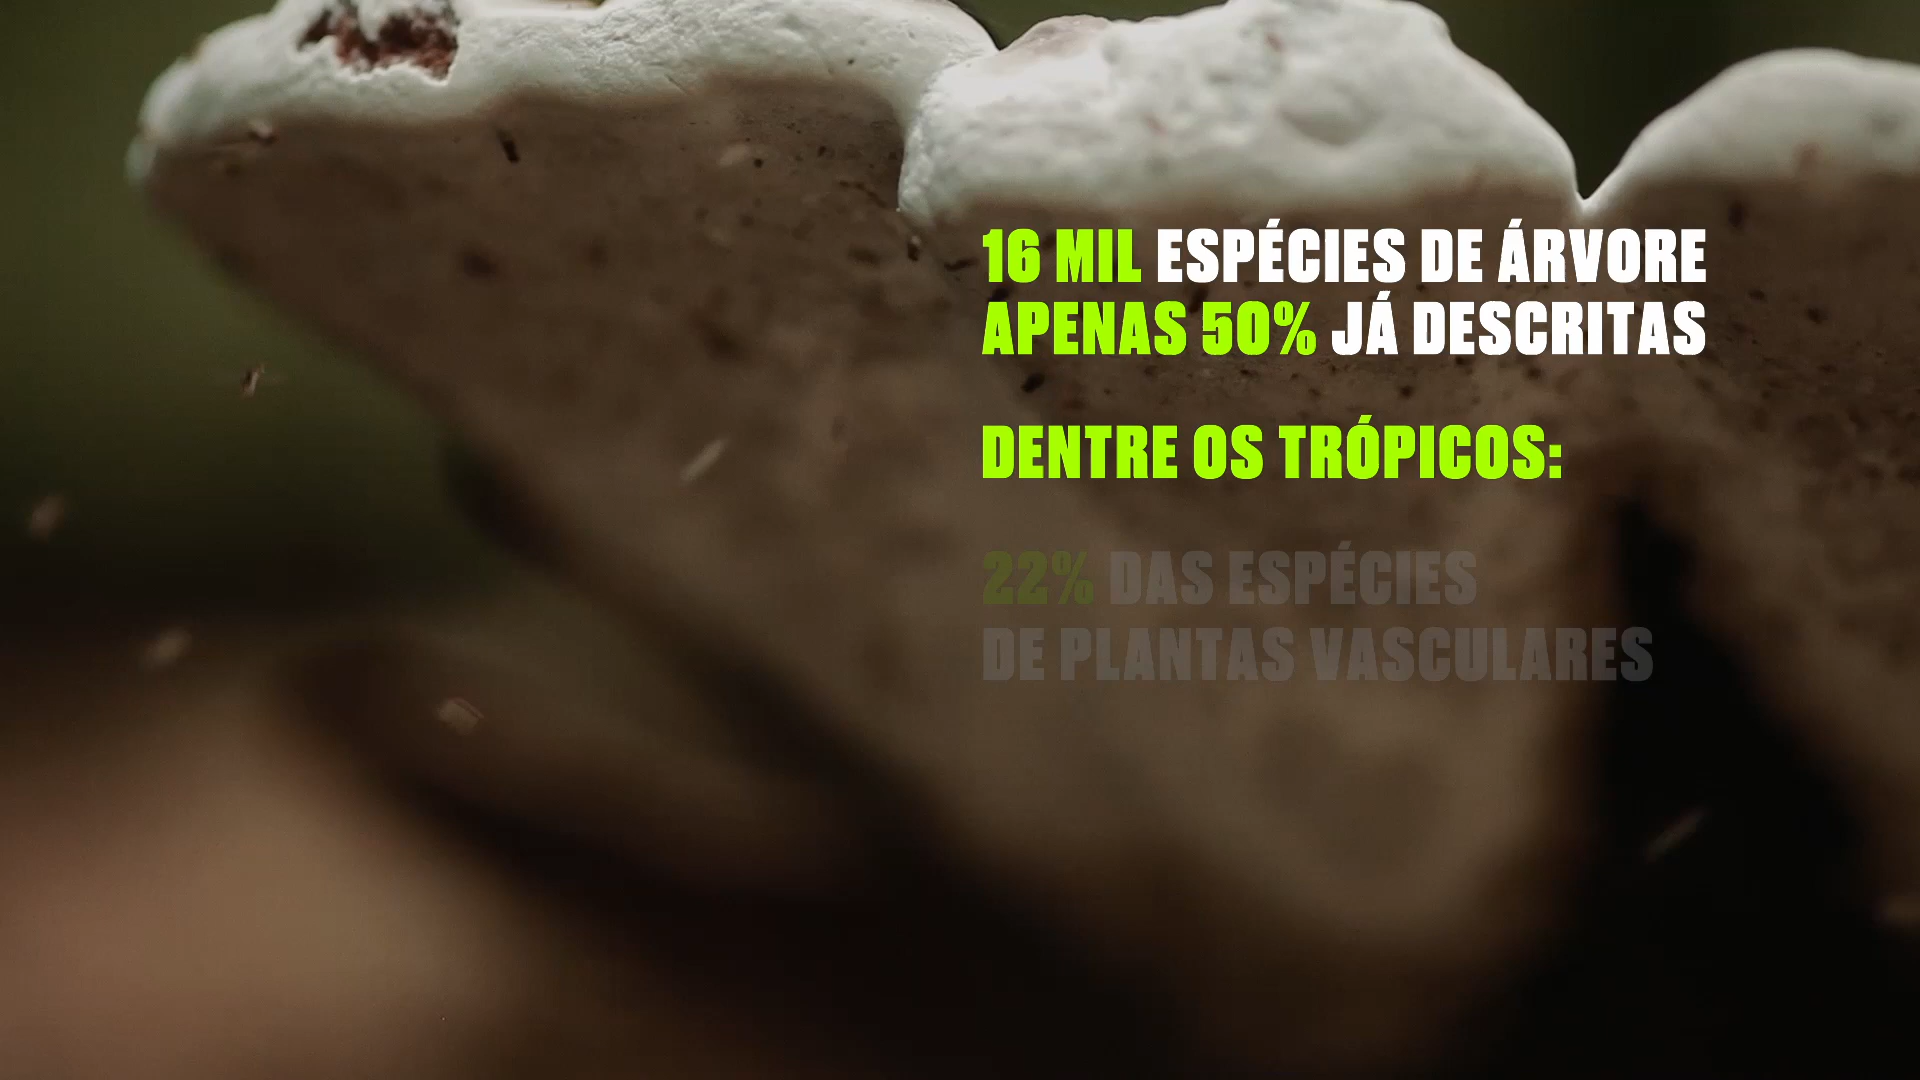 16 MIL ESPÉCIES DE ÁRVORE
APENAS 50% JÁ DESCRITAS
DENTRE OS TRÓPICOS:
22% DAS ESPÉCIES
DE PLANTAS VASCULARES